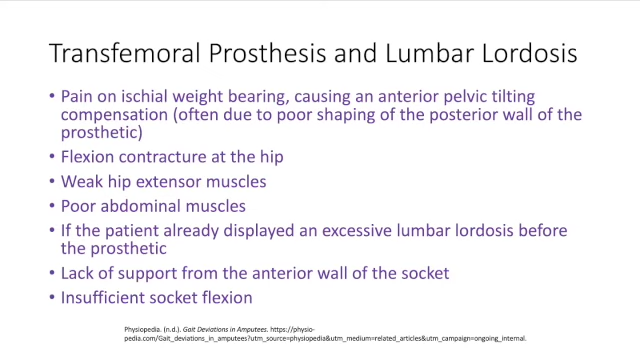 Transfemoral Prosthesis and Lumbar Lordosis
• Pain on ischial weight bearing, causing an anterior pelvic tilting
compensation (often due to poor shaping of the posterior wall of the
prosthetic)
• Flexion contracture at the hip
• Weak hip extensor muscles
• Poor abdominal muscles
• If the patient already displayed an excessive lumbar lordosis before
the prosthetic
• Lack of support from the anterior wall of the socket
• Insufficient socket flexion
Physiopedia. (n.d.). Gait Deviations in Amputees. https://physio-
pedia.com/Gait_deviations_in_amputees?utm_source=physiopedia&utm_medium=related_articles&utm_campaign=ongoing_internal.